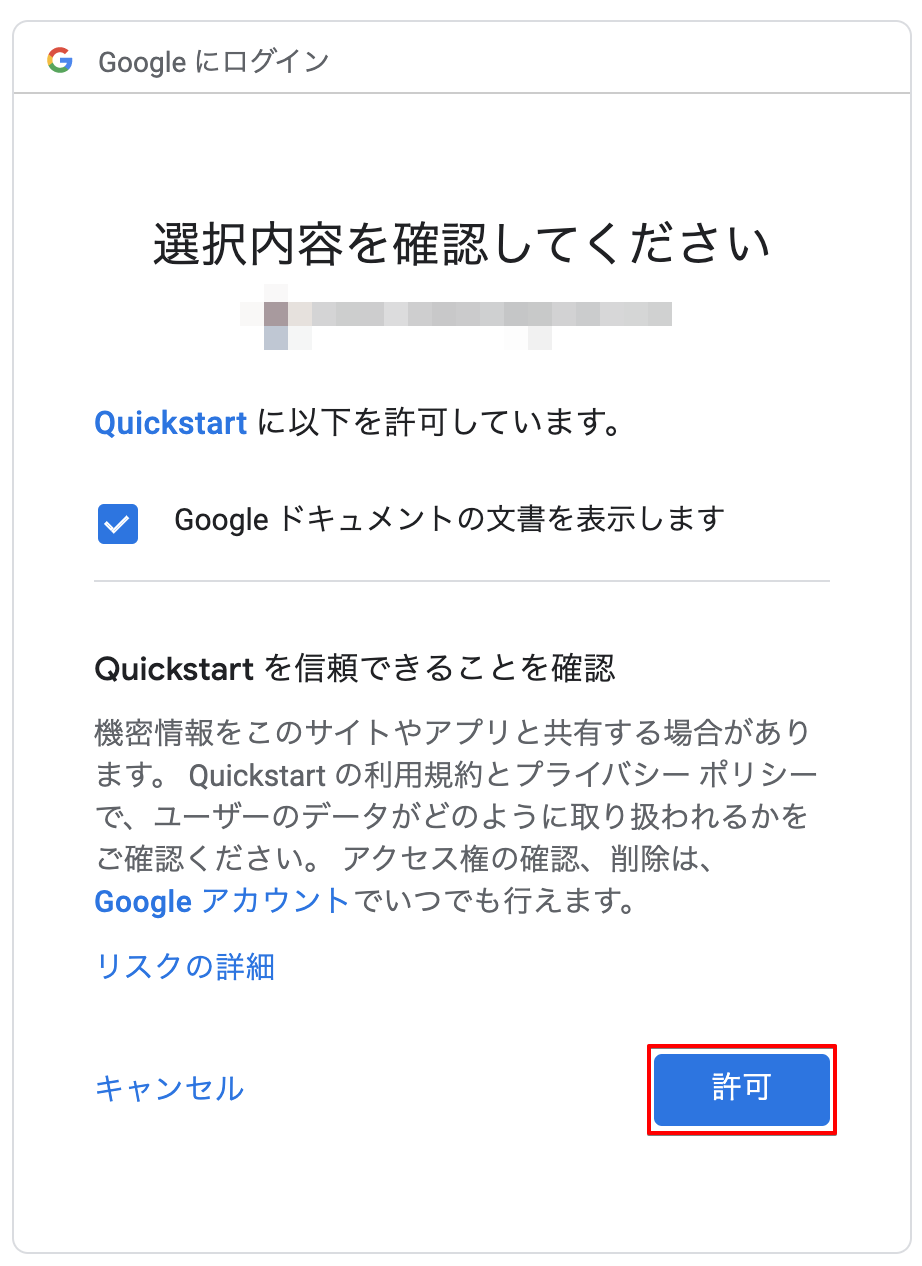 Google にログイン
選択内容を確認してください
Quickstart に以下を許可しています。
Google ドキュメントの文書を表示します
Quickstart を信頼できることを確認
機密情報をこのサイトやアプリと共有する場合があり
ます。 Quickstart の利用規約とプライバシー ポリシー
で、ユーザーのデータがどのように取り扱われるかを
ご確認ください。 アクセス権の確認、削除は、
Google アカウントでいつでも行えます。
リスクの詳細
キャンセル
許可